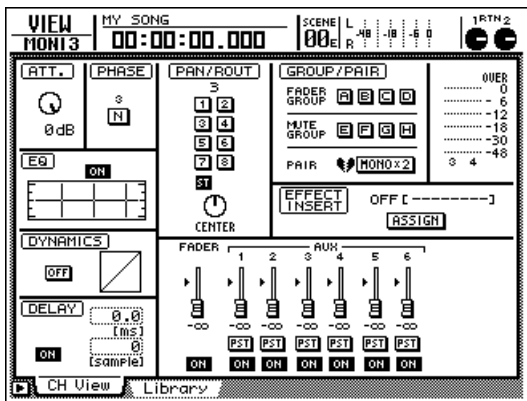 VIEW
MONI3
MY SONG
00:00:00.000
SCENE
00E
L -48 -18 -6 0
R
1 RTN 2
ATT.
0dB
PHASE
3
N
PAN/ROUT
3
1 2
3 4
5 6
7 8
ST
CENTER
GROUP/PAIR
FADER GROUP A B C D
MUTE GROUP E F G H
PAIR MONOx2
OVER
0
- 6
-12
-18
-30
-48
3 4
EQ
ON
EFFECT INSERT OFF[---------]
ASSIGN
DYNAMICS
OFF
FADER AUX
1 2 3 4 5 6
-∞ -∞ -∞ -∞ -∞ -∞ -∞
PST PST PST PST PST PST
ON ON ON ON ON ON ON
DELAY
0.0
[ms]
0
[sample]
ON
CH View Library